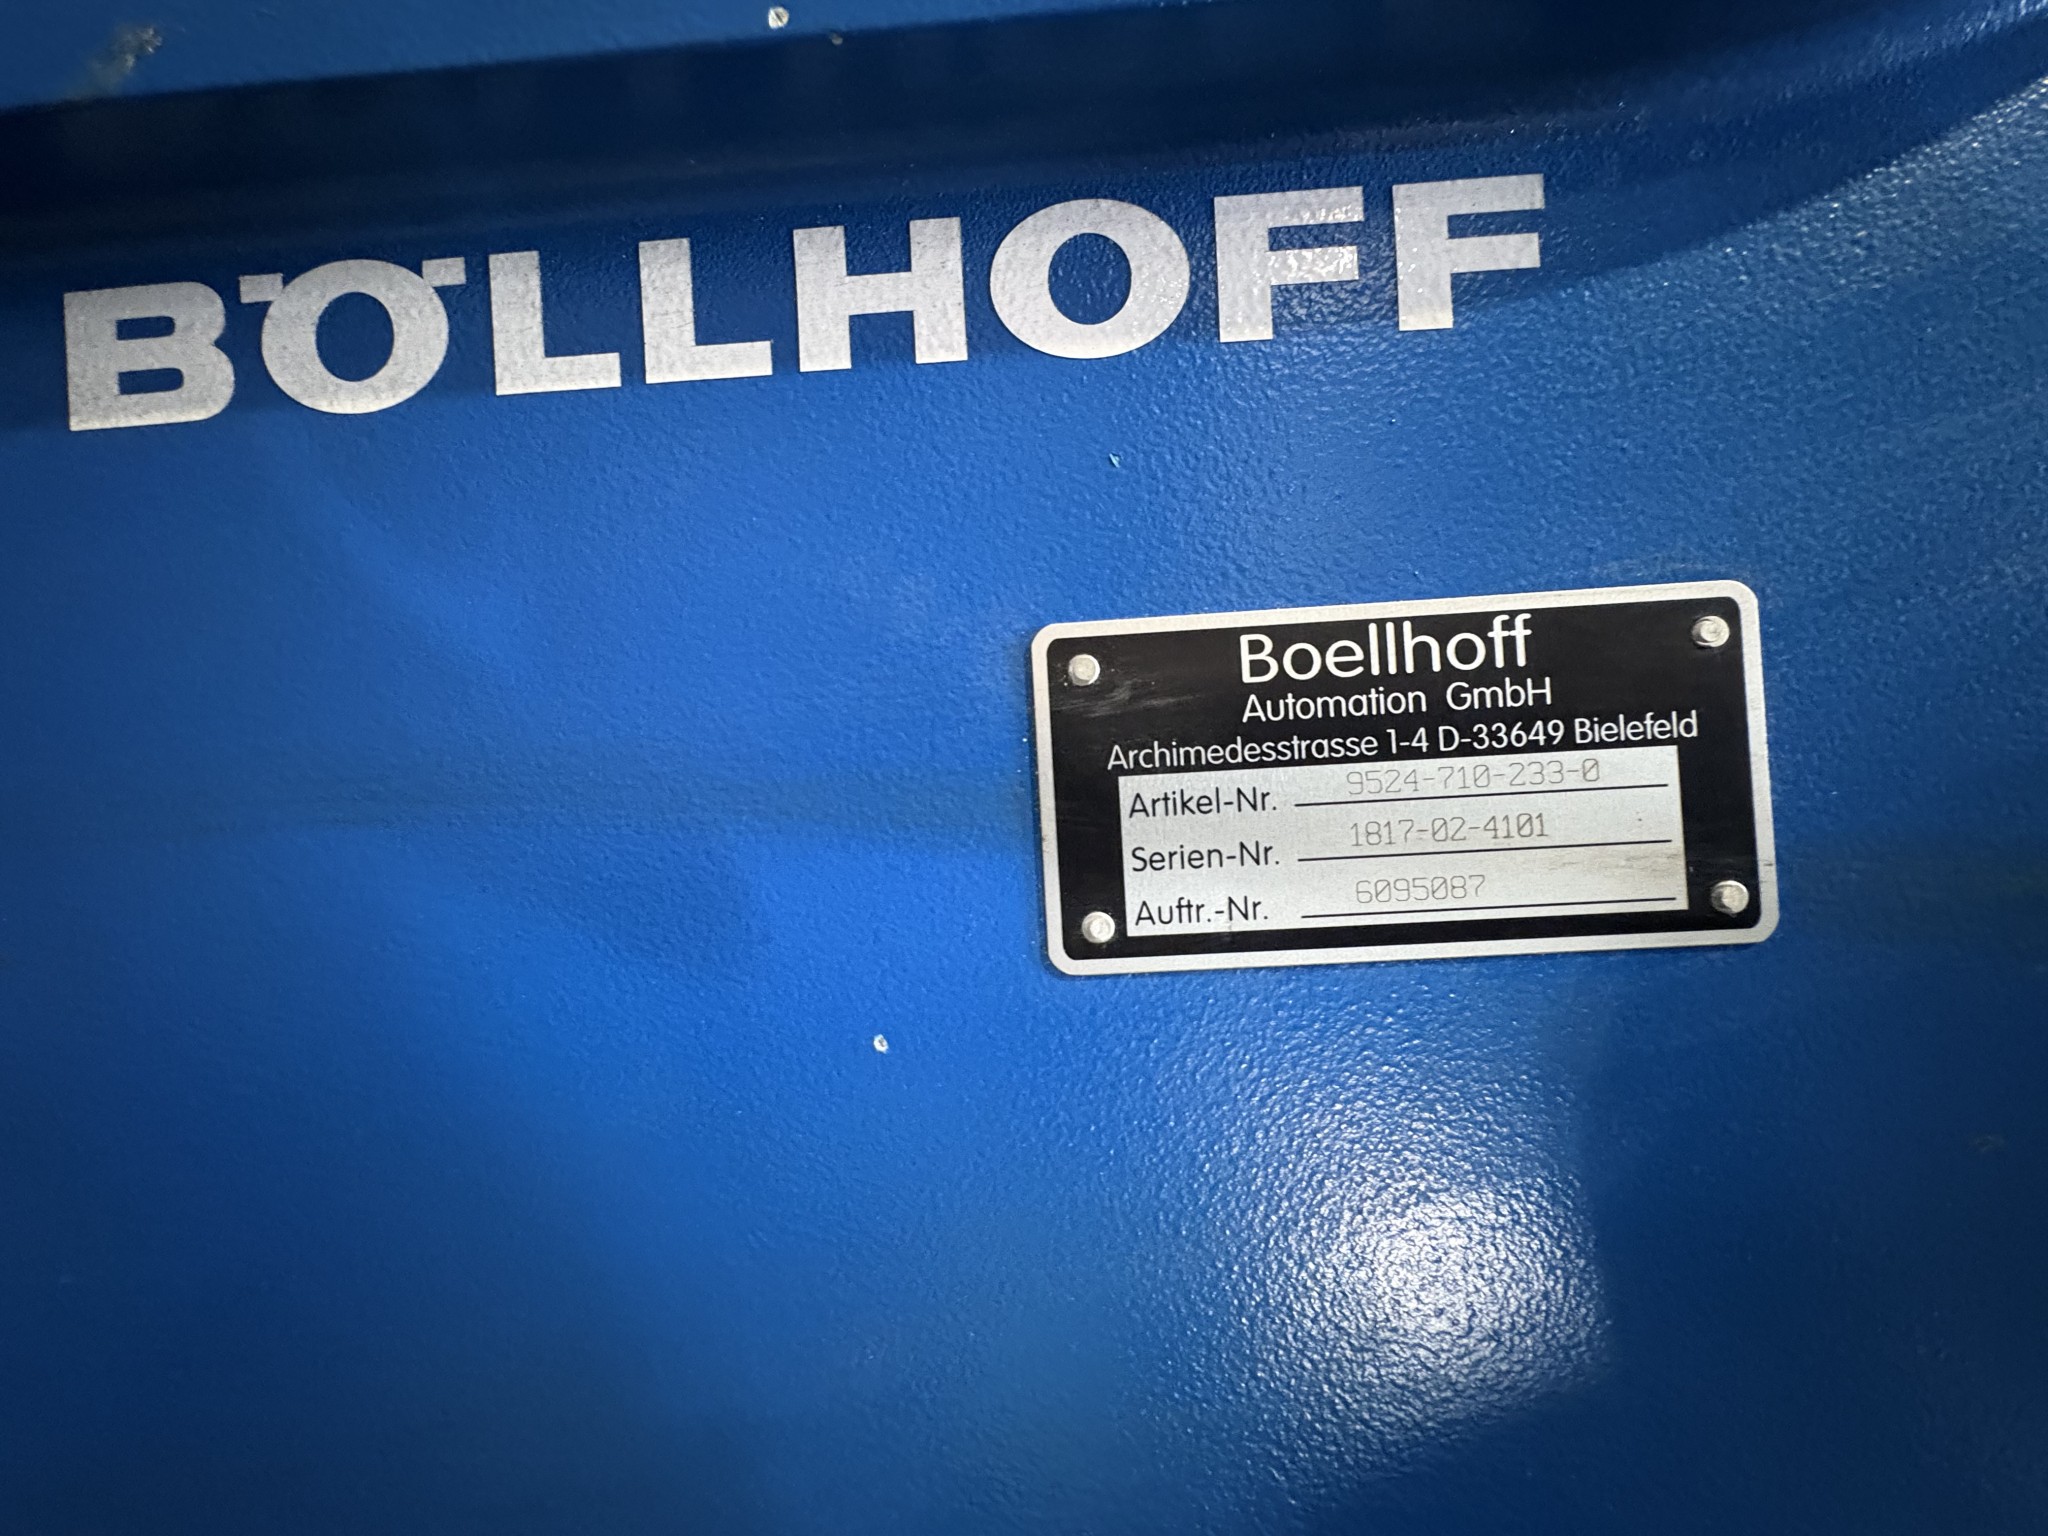 BÖLLHOFF
Boellhoff
Automation GmbH
Archimedesstrasse 1-4 D-33649 Bielefeld
Artikel-Nr. 9524-710-233-0
Serien-Nr. 1817-02-4101
Auftr.-Nr. 6095087